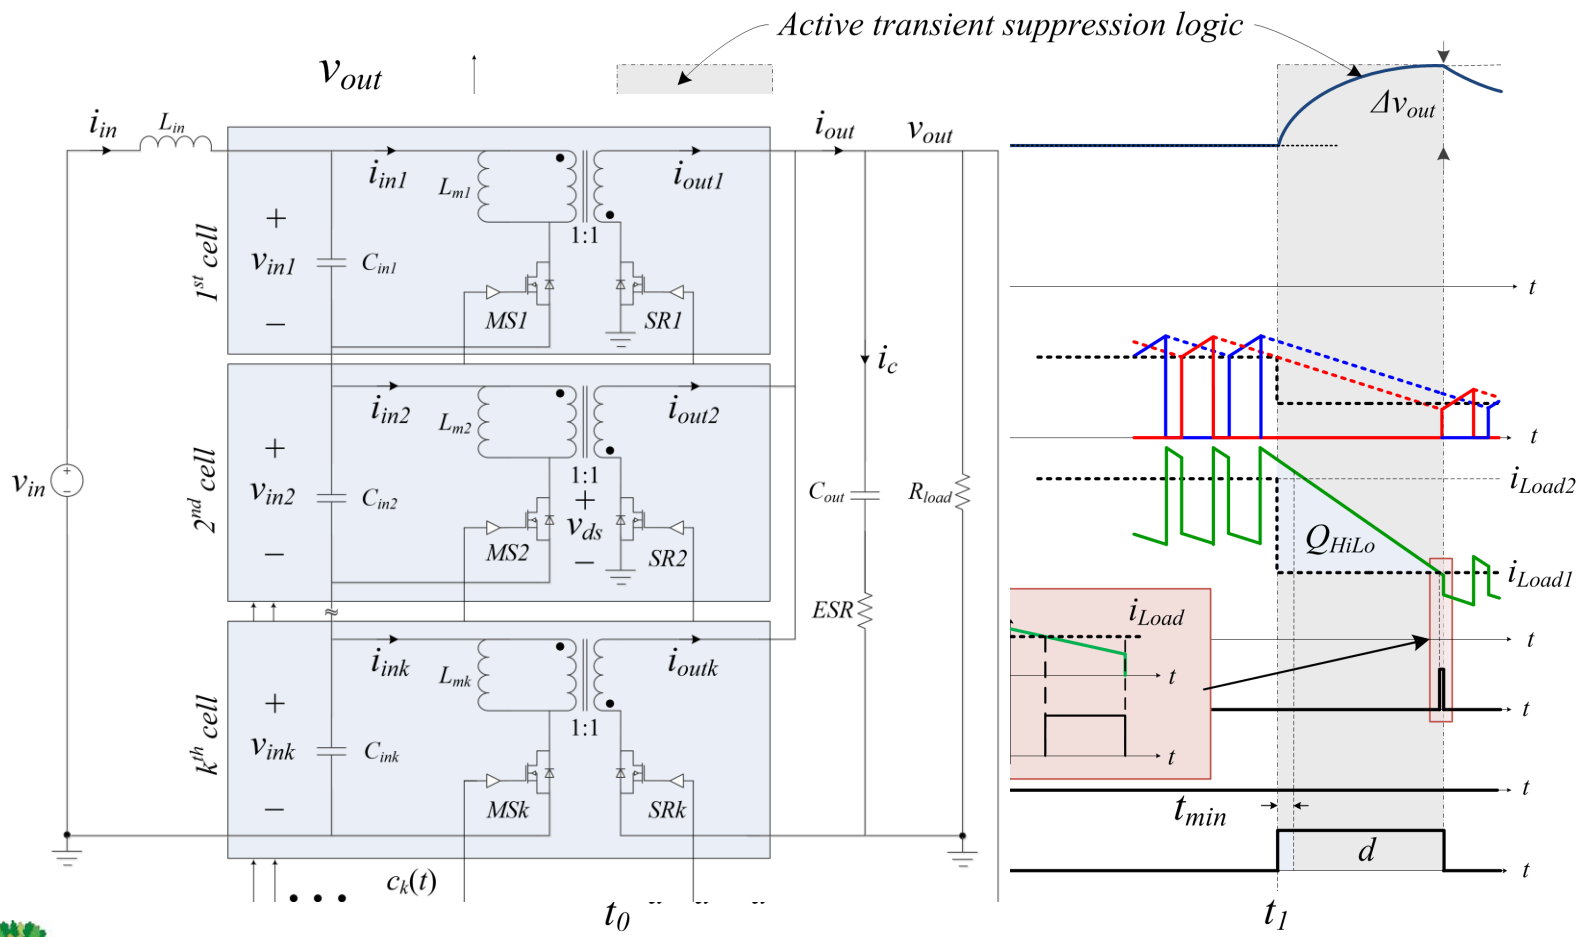 Active transient suppression logic
v_out
i_in
L_in
i_out
v_out
Δv_out
1st cell
+
v_in1
−
C_in1
i_in1
L_m1
1:1
i_out1
MS1
SR1
t
i_c
2nd cell
+
v_in2
−
C_in2
i_in2
L_m2
1:1
+
v_ds
−
i_out2
MS2
SR2
v_in
+
−
C_out
R_load
ESR
t
i_Load2
Q_HiLo
i_Load1
≈
kth cell
+
v_ink
−
C_ink
i_ink
L_mk
1:1
i_outk
MSk
SRk
i_Load
t
t
t
t
t
t_min
d
t
c_k(t)
• • •
t_0
t_1